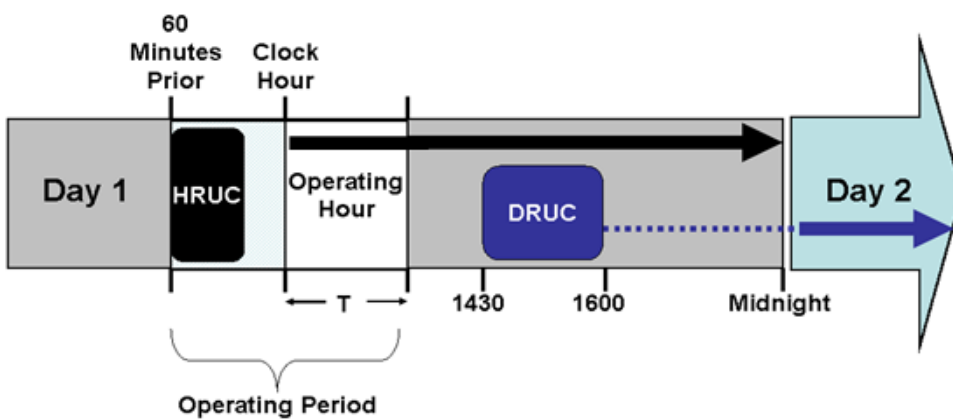 60
Minutes
Prior
Clock
Hour
Day 1
HRUC
Operating
Hour
DRUC
Day 2
T
1430
1600
Midnight
Operating Period